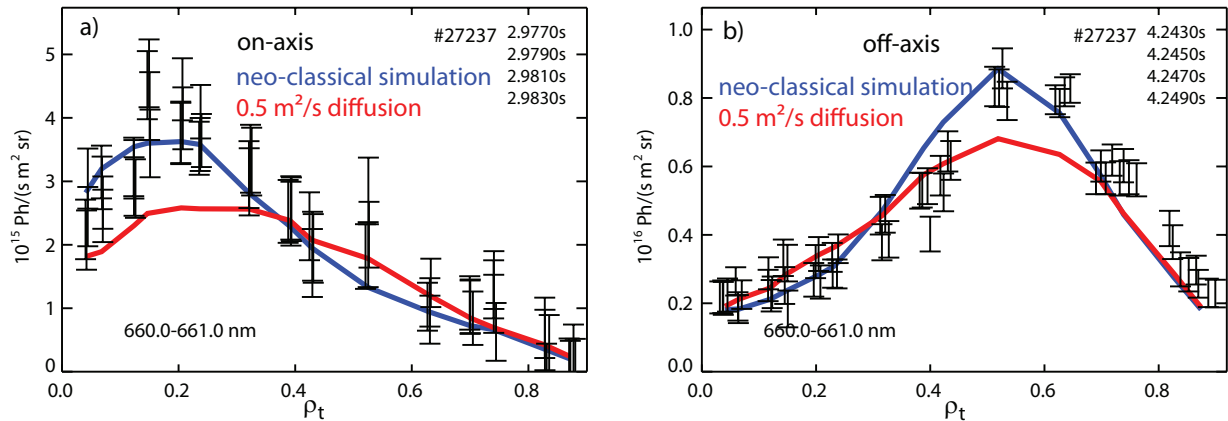 a)
on-axis
#27237
2.9770s
2.9790s
2.9810s
2.9830s
neo-classical simulation
0.5 m²/s diffusion
660.0-661.0 nm
10¹⁵ Ph/(s m² sr)
5
4
3
2
1
0
0.0 0.2 0.4 0.6 0.8
ρt
b)
off-axis
#27237
4.2430s
4.2450s
4.2470s
4.2490s
neo-classical simulation
0.5 m²/s diffusion
660.0-661.0 nm
10¹⁶ Ph/(s m² sr)
1.0
0.8
0.6
0.4
0.2
0.0
0.0 0.2 0.4 0.6 0.8
ρt